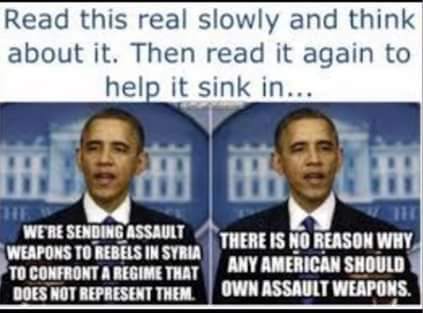 Read this real slowly and think
about it. Then read it again to
help it sink in...
WE'RE SENDING ASSAULT
WEAPONS TO REBELS IN SYRIA
TO CONFRONT A REGIME THAT
DOES NOT REPRESENT THEM.
THERE IS NO REASON WHY
ANY AMERICAN SHOULD
OWN ASSAULT WEAPONS.